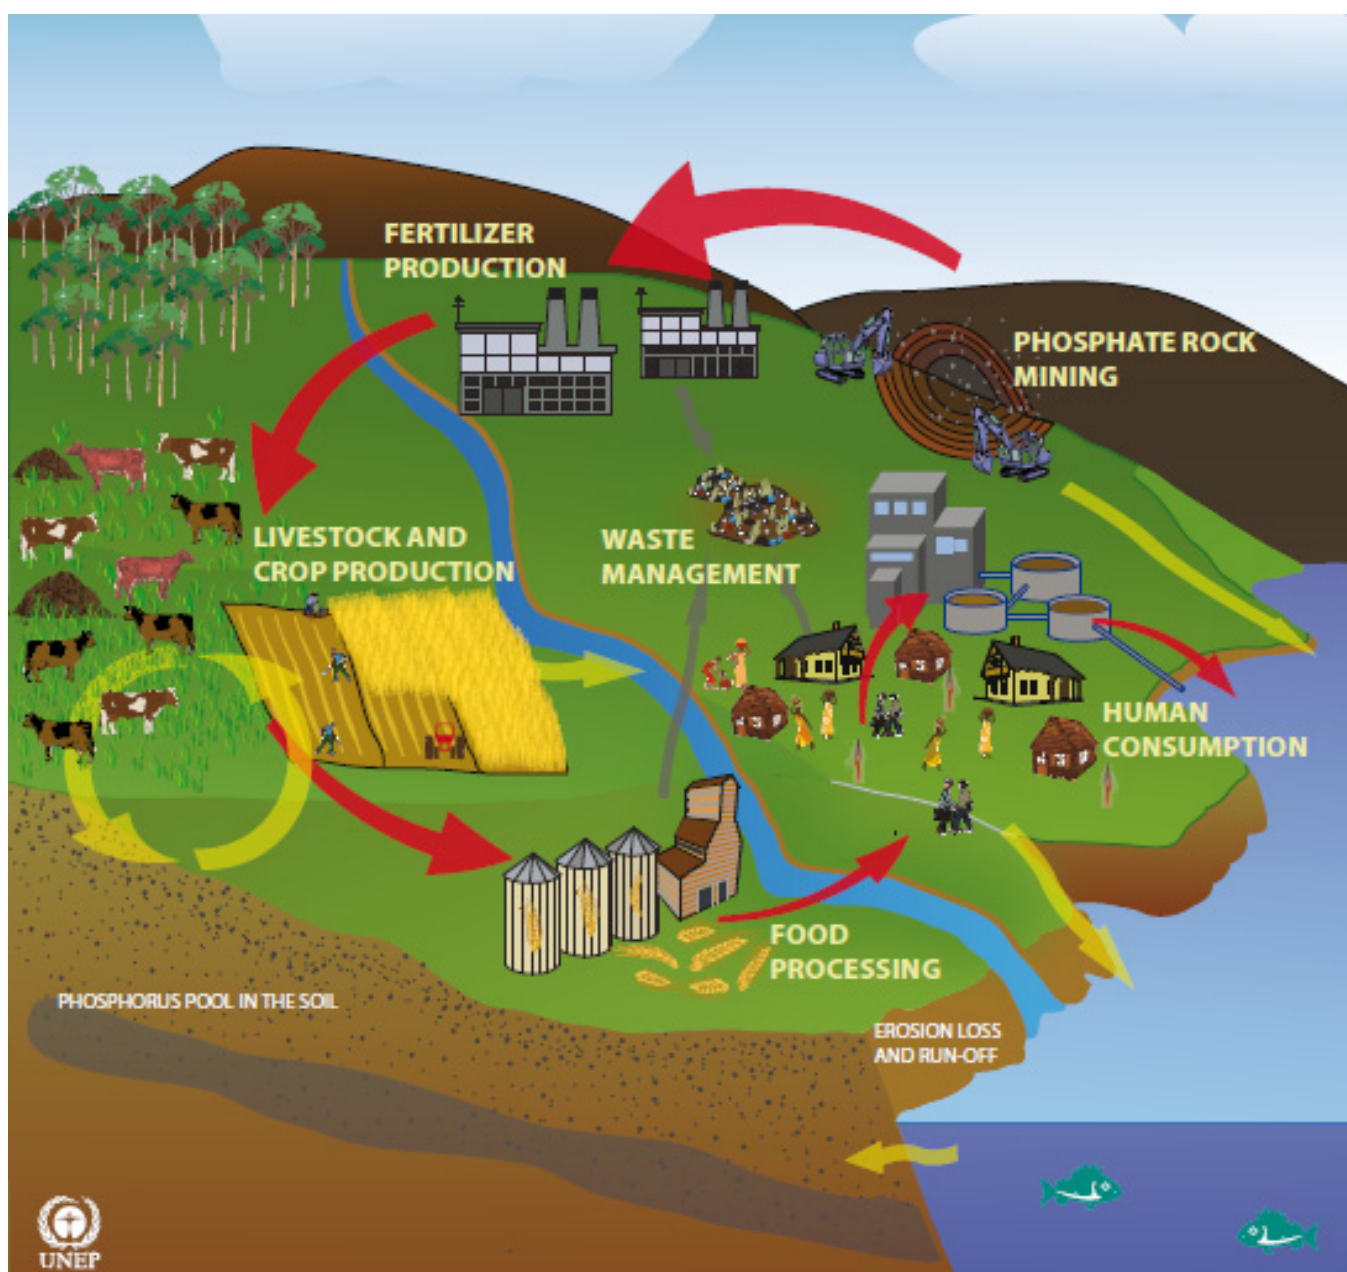 FERTILIZER
PRODUCTION
PHOSPHATE ROCK
MINING
LIVESTOCK AND
CROP PRODUCTION
WASTE
MANAGEMENT
HUMAN
CONSUMPTION
FOOD
PROCESSING
PHOSPHORUS POOL IN THE SOIL
EROSION LOSS
AND RUN-OFF
UNEP